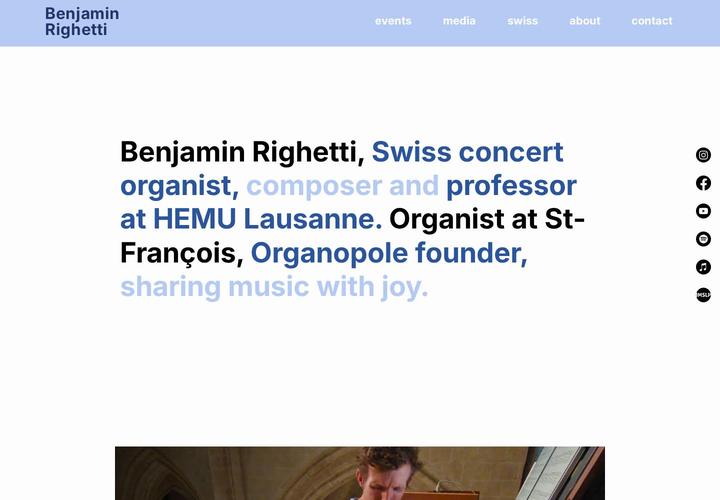 Benjamin
Righetti
events media swiss about contact
Benjamin Righetti, Swiss concert
organist, composer and professor
at HEMU Lausanne. Organist at St-
François, Organopole founder,
sharing music with joy.
IMSLP